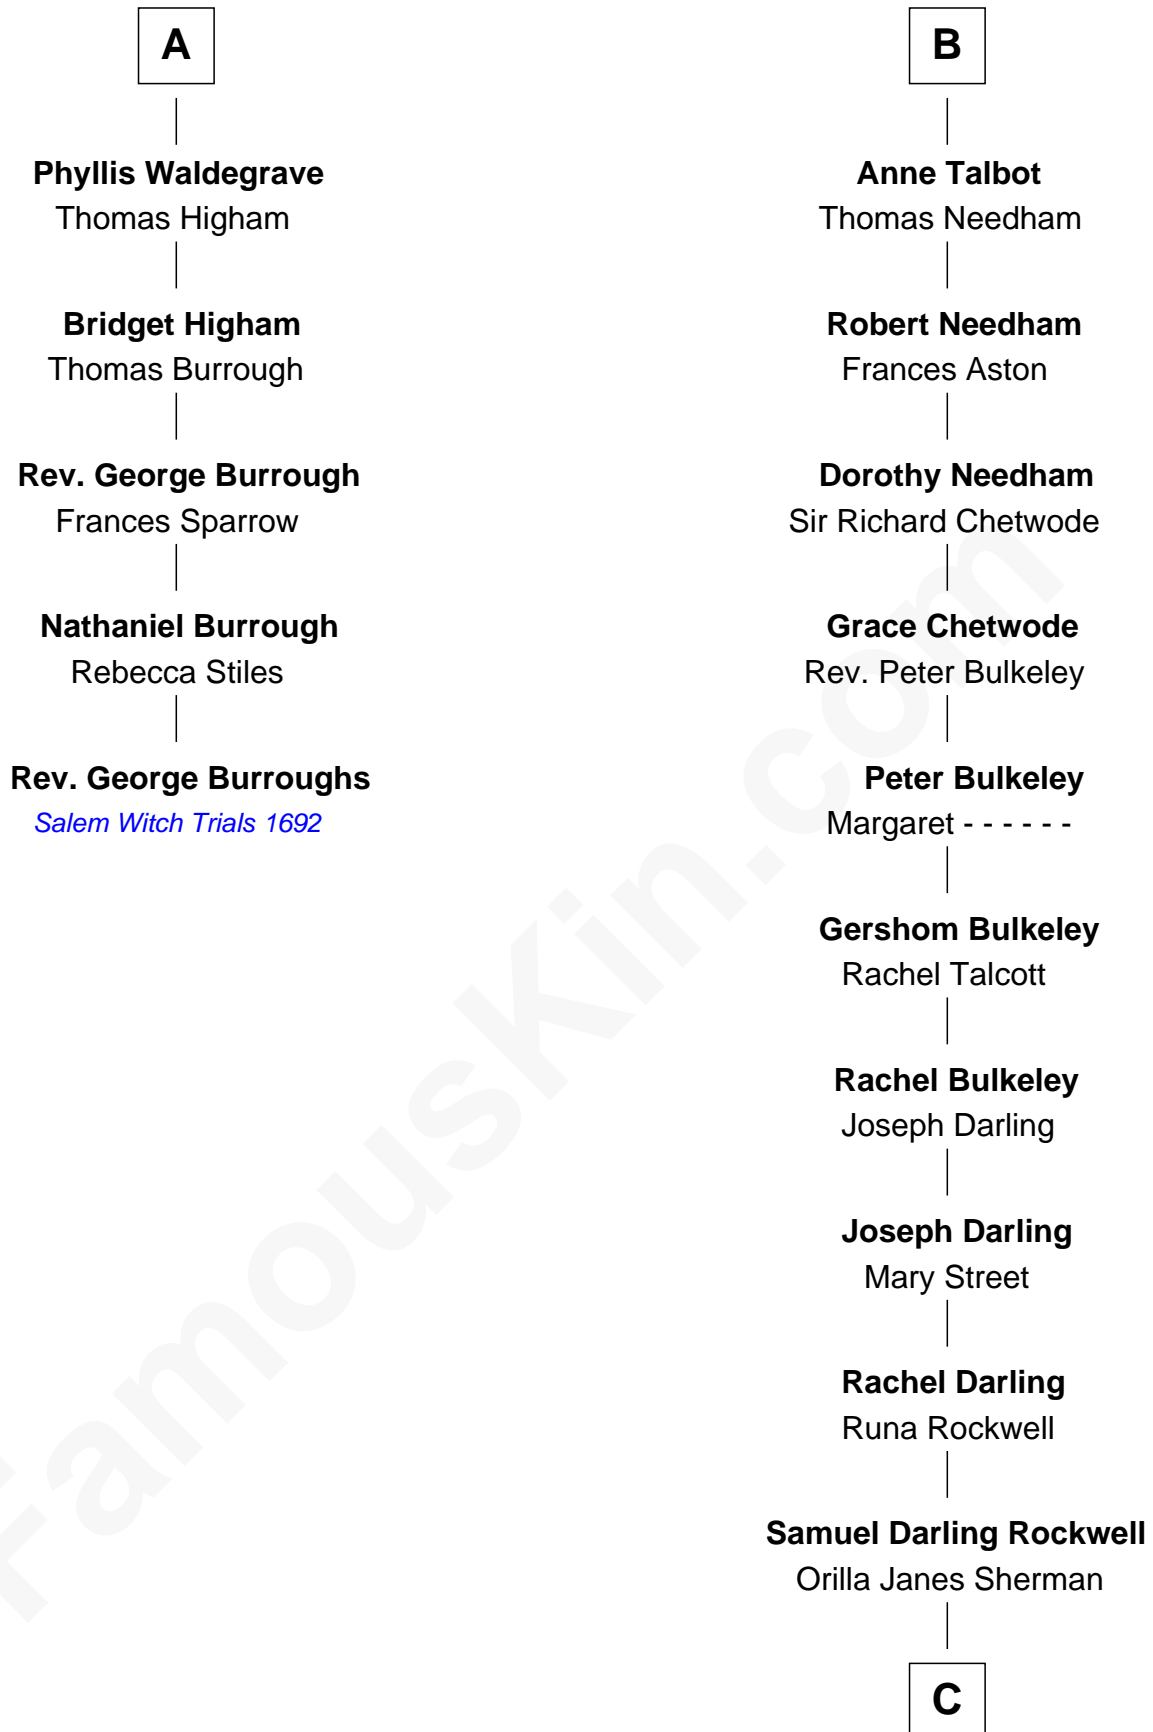 A
Phyllis Waldegrave
Thomas Higham
Bridget Higham
Thomas Burrough
Rev. George Burrough
Frances Sparrow
Nathaniel Burrough
Rebecca Stiles
Rev. George Burroughs
Salem Witch Trials 1692
B
Anne Talbot
Thomas Needham
Robert Needham
Frances Aston
Dorothy Needham
Sir Richard Chetwode
Grace Chetwode
Rev. Peter Bulkeley
Peter Bulkeley
Margaret - - - - - -
Gershom Bulkeley
Rachel Talcott
Rachel Bulkeley
Joseph Darling
Joseph Darling
Mary Street
Rachel Darling
Runa Rockwell
Samuel Darling Rockwell
Orilla Janes Sherman
C
FamousKin.com